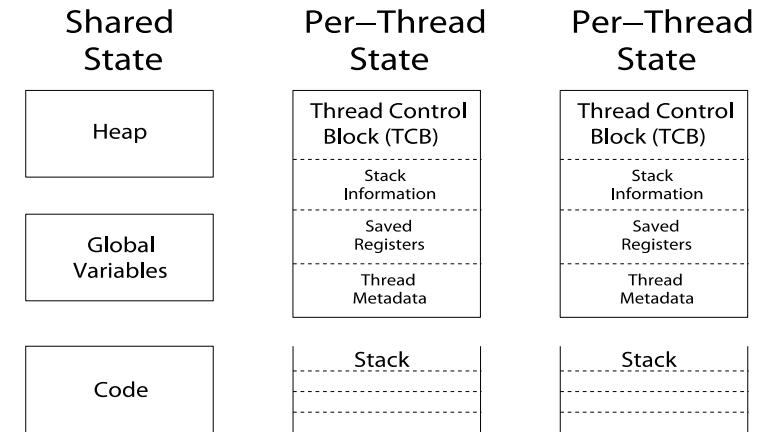 Shared
State
Heap
Global
Variables
Code
Per—Thread
State
Thread Control
Block (TCB)
Stack
Information
Saved
Registers
Thread
Metadata
Stack
Per—Thread
State
Thread Control
Block (TCB)
Stack
Information
Saved
Registers
Thread
Metadata
Stack